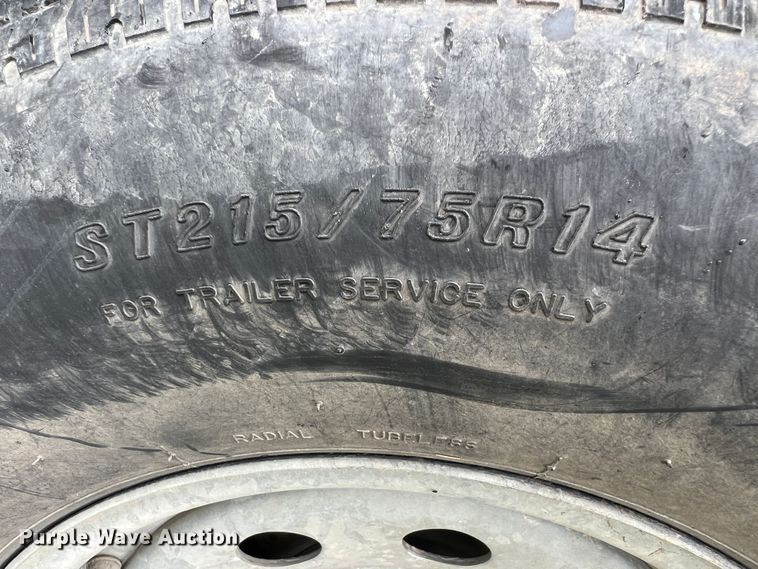 ST215/75R14
FOR TRAILER SERVICE ONLY
RADIAL TUBELESS
Purple Wave Auction